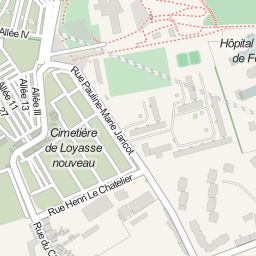 Allée IV
Hôpital
de F
Allée III
Allée 13
Allée 11
27
Rue Pauline-Marie Jaricot
Cimetière
de Loyasse
nouveau
Rue Henri Le Chatelier
Rue du C